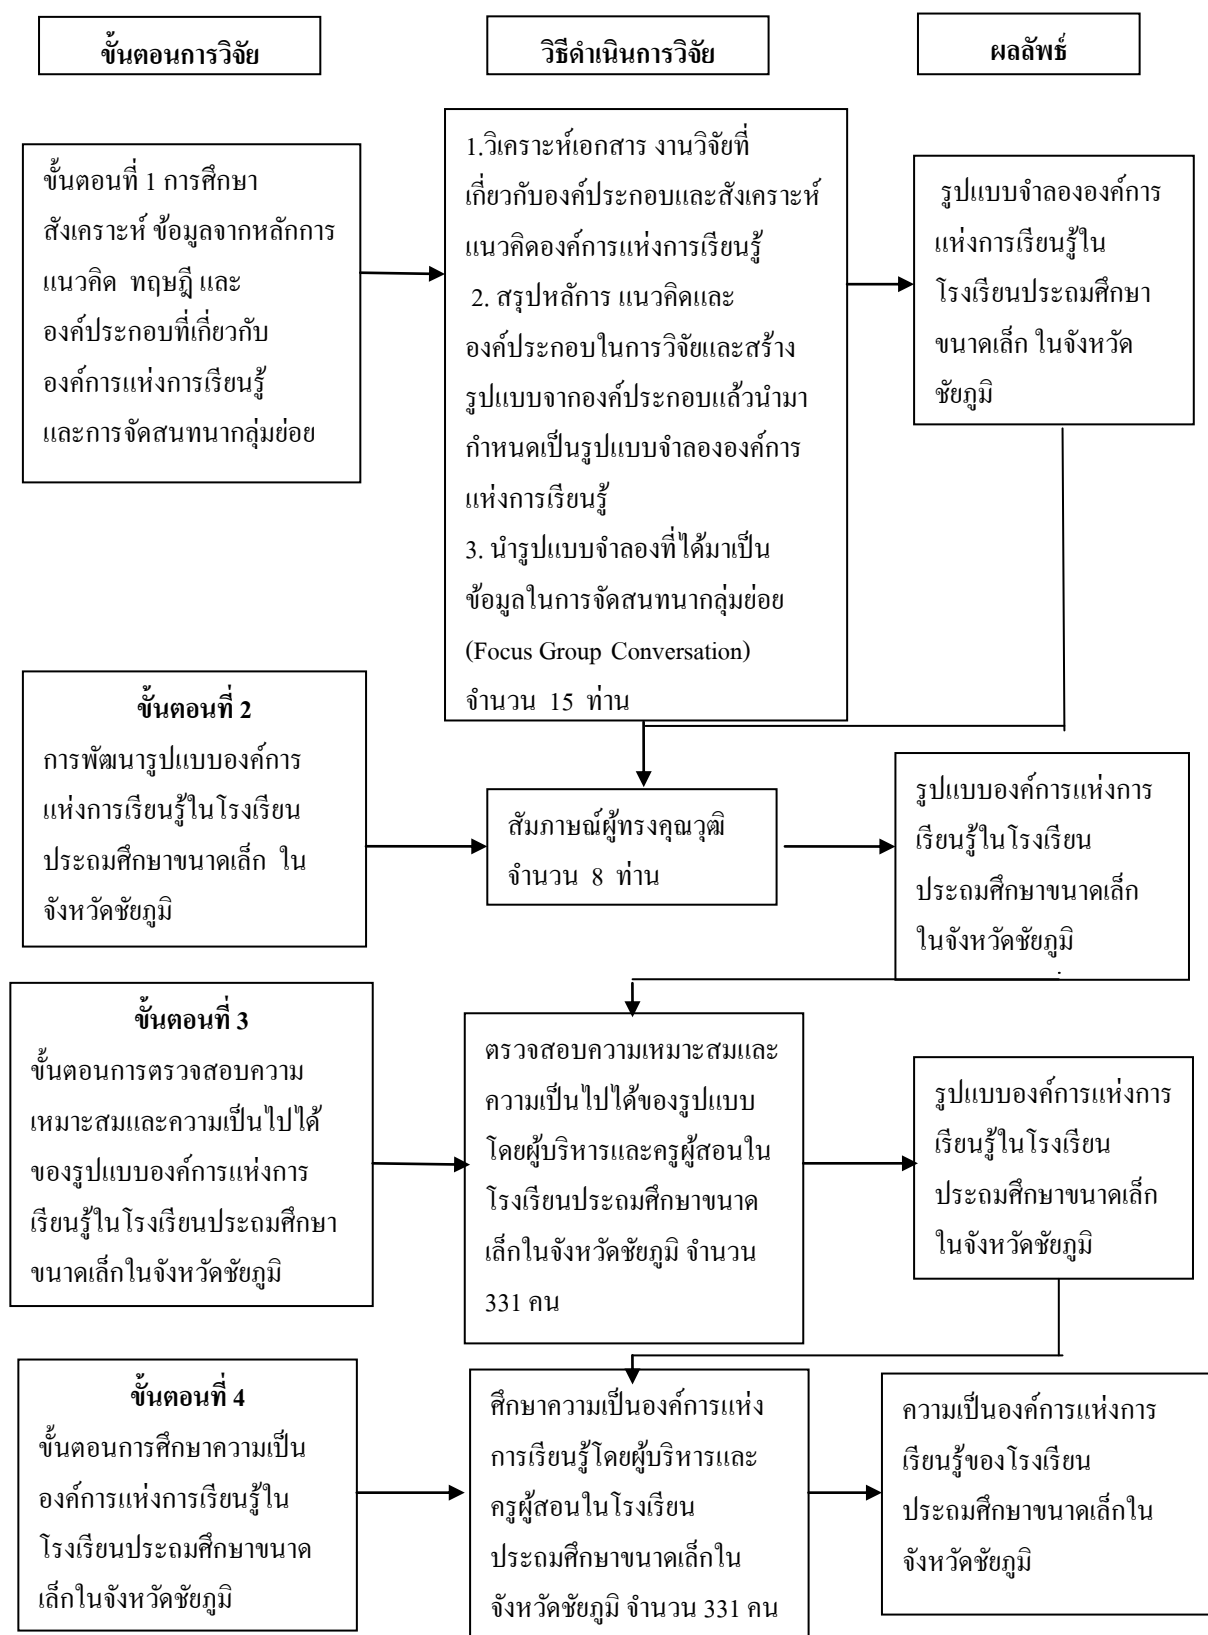 ขั้นตอนการวิจัย
วิธีดำเนินการวิจัย
ผลลัพธ์
ขั้นตอนที่ 1 การศึกษา
สังเคราะห์ ข้อมูลจากหลักการ
แนวคิด ทฤษฎี และ
องค์ประกอบที่เกี่ยวกับ
องค์การแห่งการเรียนรู้
และการจัดสนทนากลุ่มย่อย
1.วิเคราะห์เอกสาร งานวิจัยที่
เกี่ยวกับองค์ประกอบและสังเคราะห์
แนวคิดองค์การแห่งการเรียนรู้
2. สรุปหลักการ แนวคิดและ
องค์ประกอบในการวิจัยและสร้าง
รูปแบบจากองค์ประกอบแล้วนำมา
กำหนดเป็นรูปแบบจำลององค์การ
แห่งการเรียนรู้
3. นำรูปแบบจำลองที่ได้มาเป็น
ข้อมูลในการจัดสนทนากลุ่มย่อย
(Focus Group Conversation)
จำนวน 15 ท่าน
รูปแบบจำลององค์การ
แห่งการเรียนรู้ใน
โรงเรียนประถมศึกษา
ขนาดเล็ก ในจังหวัด
ชัยภูมิ
ขั้นตอนที่ 2
การพัฒนารูปแบบองค์การ
แห่งการเรียนรู้ในโรงเรียน
ประถมศึกษาขนาดเล็ก ใน
จังหวัดชัยภูมิ
สัมภาษณ์ผู้ทรงคุณวุฒิ
จำนวน 8 ท่าน
รูปแบบองค์การแห่งการ
เรียนรู้ในโรงเรียน
ประถมศึกษาขนาดเล็ก
ในจังหวัดชัยภูมิ
ขั้นตอนที่ 3
ขั้นตอนการตรวจสอบความ
เหมาะสมและความเป็นไปได้
ของรูปแบบองค์การแห่งการ
เรียนรู้ในโรงเรียนประถมศึกษา
ขนาดเล็กในจังหวัดชัยภูมิ
ตรวจสอบความเหมาะสมและ
ความเป็นไปได้ของรูปแบบ
โดยผู้บริหารและครูผู้สอนใน
โรงเรียนประถมศึกษาขนาด
เล็กในจังหวัดชัยภูมิ จำนวน
331 คน
รูปแบบองค์การแห่งการ
เรียนรู้ในโรงเรียน
ประถมศึกษาขนาดเล็ก
ในจังหวัดชัยภูมิ
ขั้นตอนที่ 4
ขั้นตอนการศึกษาความเป็น
องค์การแห่งการเรียนรู้ใน
โรงเรียนประถมศึกษาขนาด
เล็กในจังหวัดชัยภูมิ
ศึกษาความเป็นองค์การแห่ง
การเรียนรู้โดยผู้บริหารและ
ครูผู้สอนในโรงเรียน
ประถมศึกษาขนาดเล็กใน
จังหวัดชัยภูมิ จำนวน 331 คน
ความเป็นองค์การแห่งการ
เรียนรู้ของโรงเรียน
ประถมศึกษาขนาดเล็กใน
จังหวัดชัยภูมิ